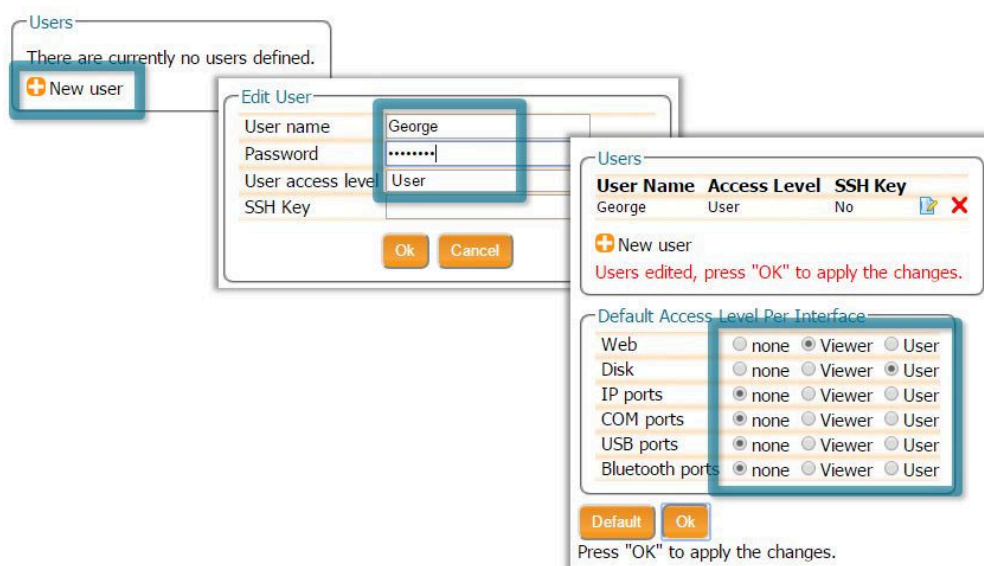 Users
There are currently no users defined.
New user
Edit User
User name George
Password ••••••••
User access level User
SSH Key
Ok Cancel
Users
User Name Access Level SSH Key
George User No
New user
Users edited, press "OK" to apply the changes.
Default Access Level Per Interface
Web none Viewer User
Disk none Viewer User
IP ports none Viewer User
COM ports none Viewer User
USB ports none Viewer User
Bluetooth ports none Viewer User
Default Ok
Press "OK" to apply the changes.